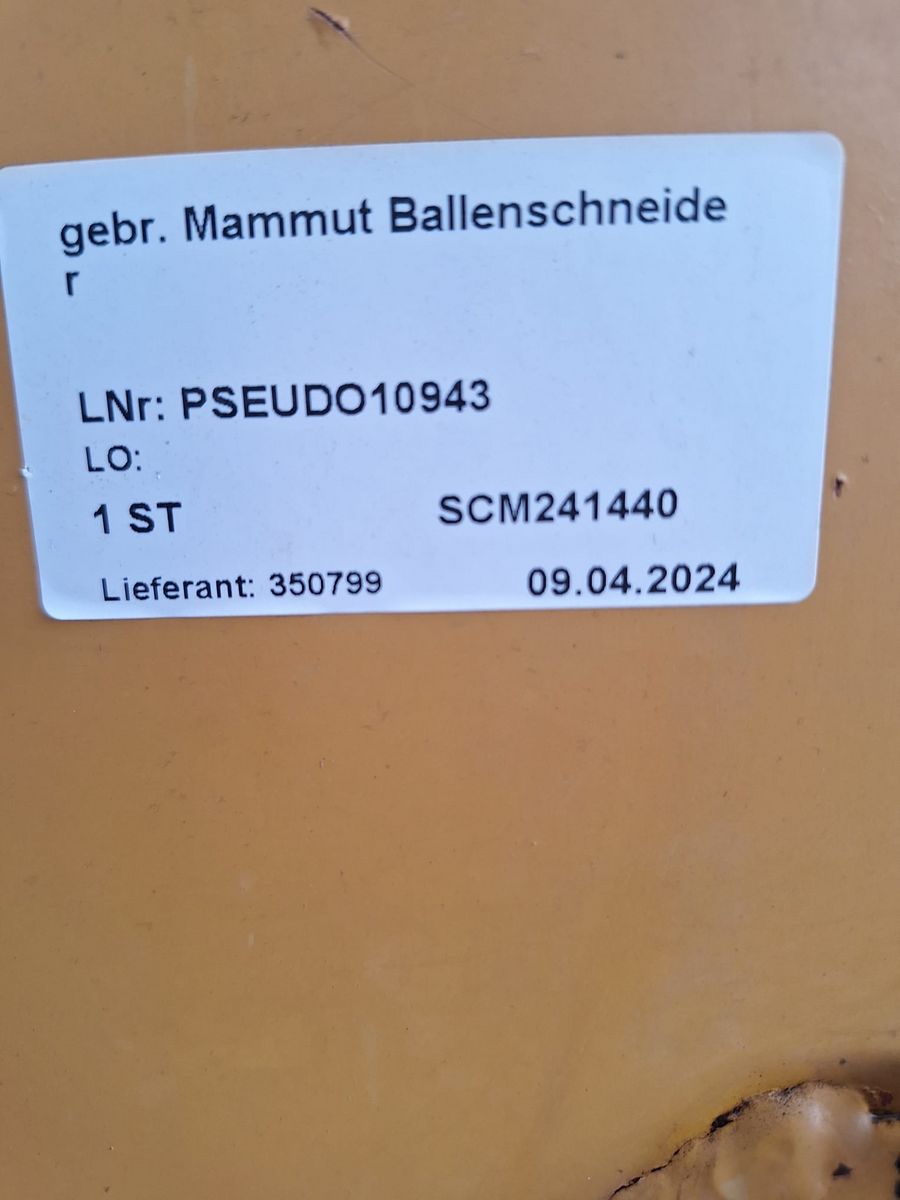 gebr. Mammut Ballenschneide
r
LNr: PSEUDO10943
LO:
1 ST SCM241440
Lieferant: 350799 09.04.2024